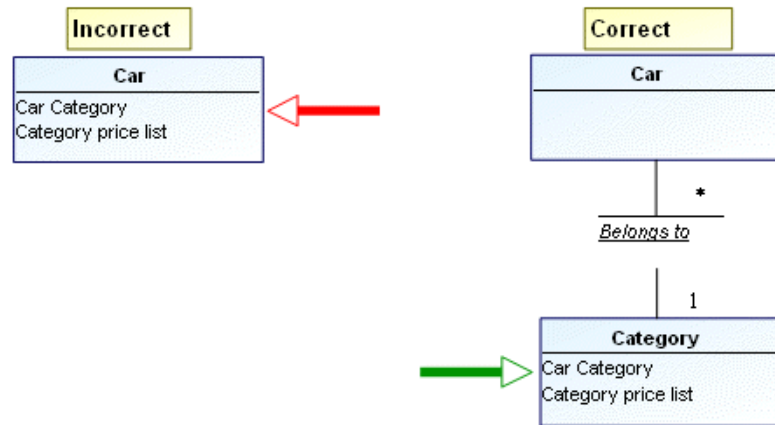 Incorrect
Car
Car Category
Category price list
Correct
Car
*
Belongs to
1
Category
Car Category
Category price list